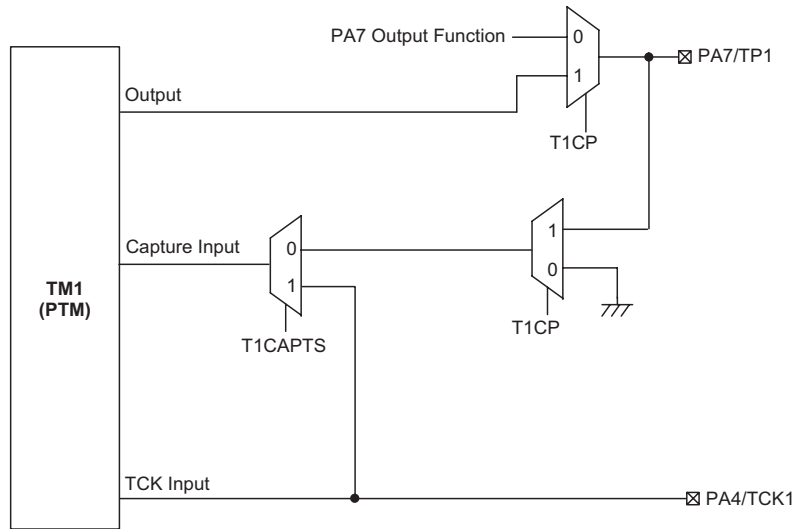 PA7 Output Function
0
1
PA7/TP1
Output
T1CP
Capture Input
0
1
1
0
TM1
(PTM)
T1CAPTS
T1CP
TCK Input
PA4/TCK1